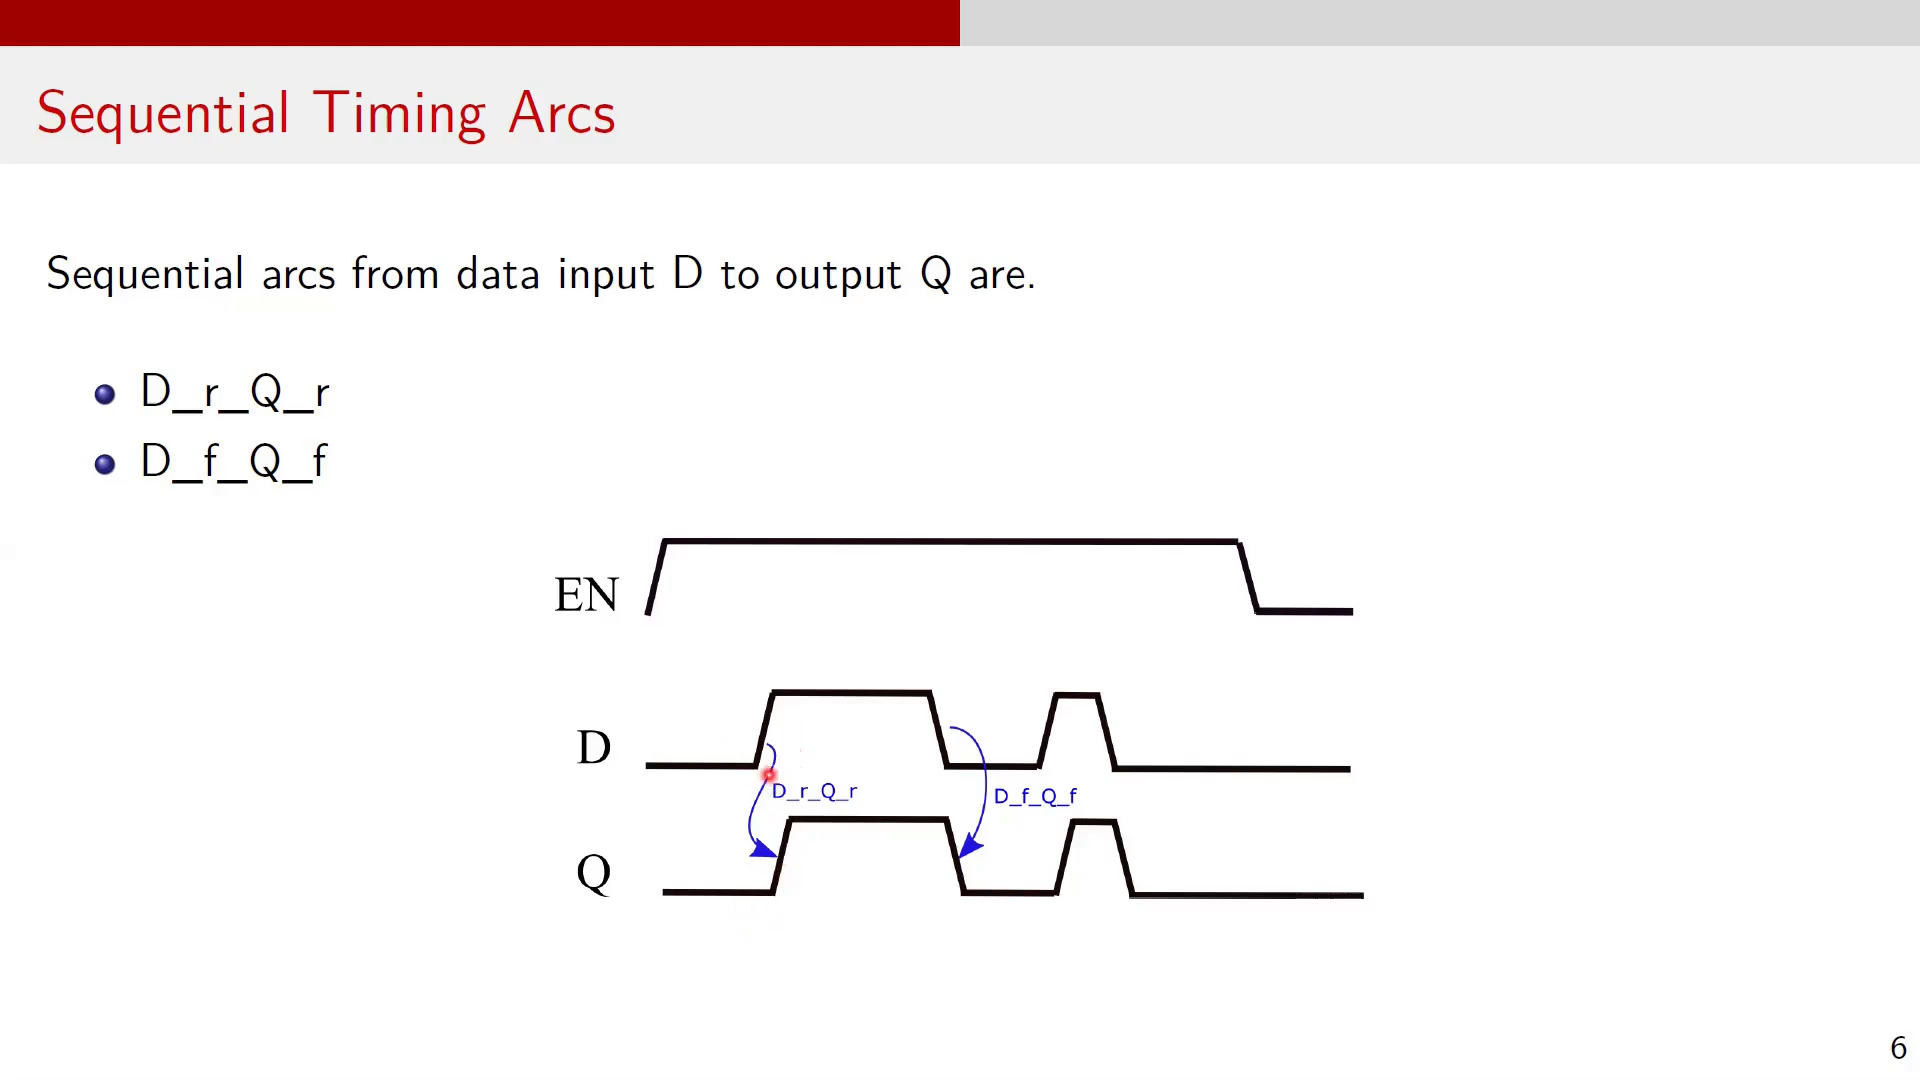 Sequential Timing Arcs
Sequential arcs from data input D to output Q are.
D_r_Q_r
D_f_Q_f
EN
D
D_r_Q_r
D_f_Q_f
Q
6